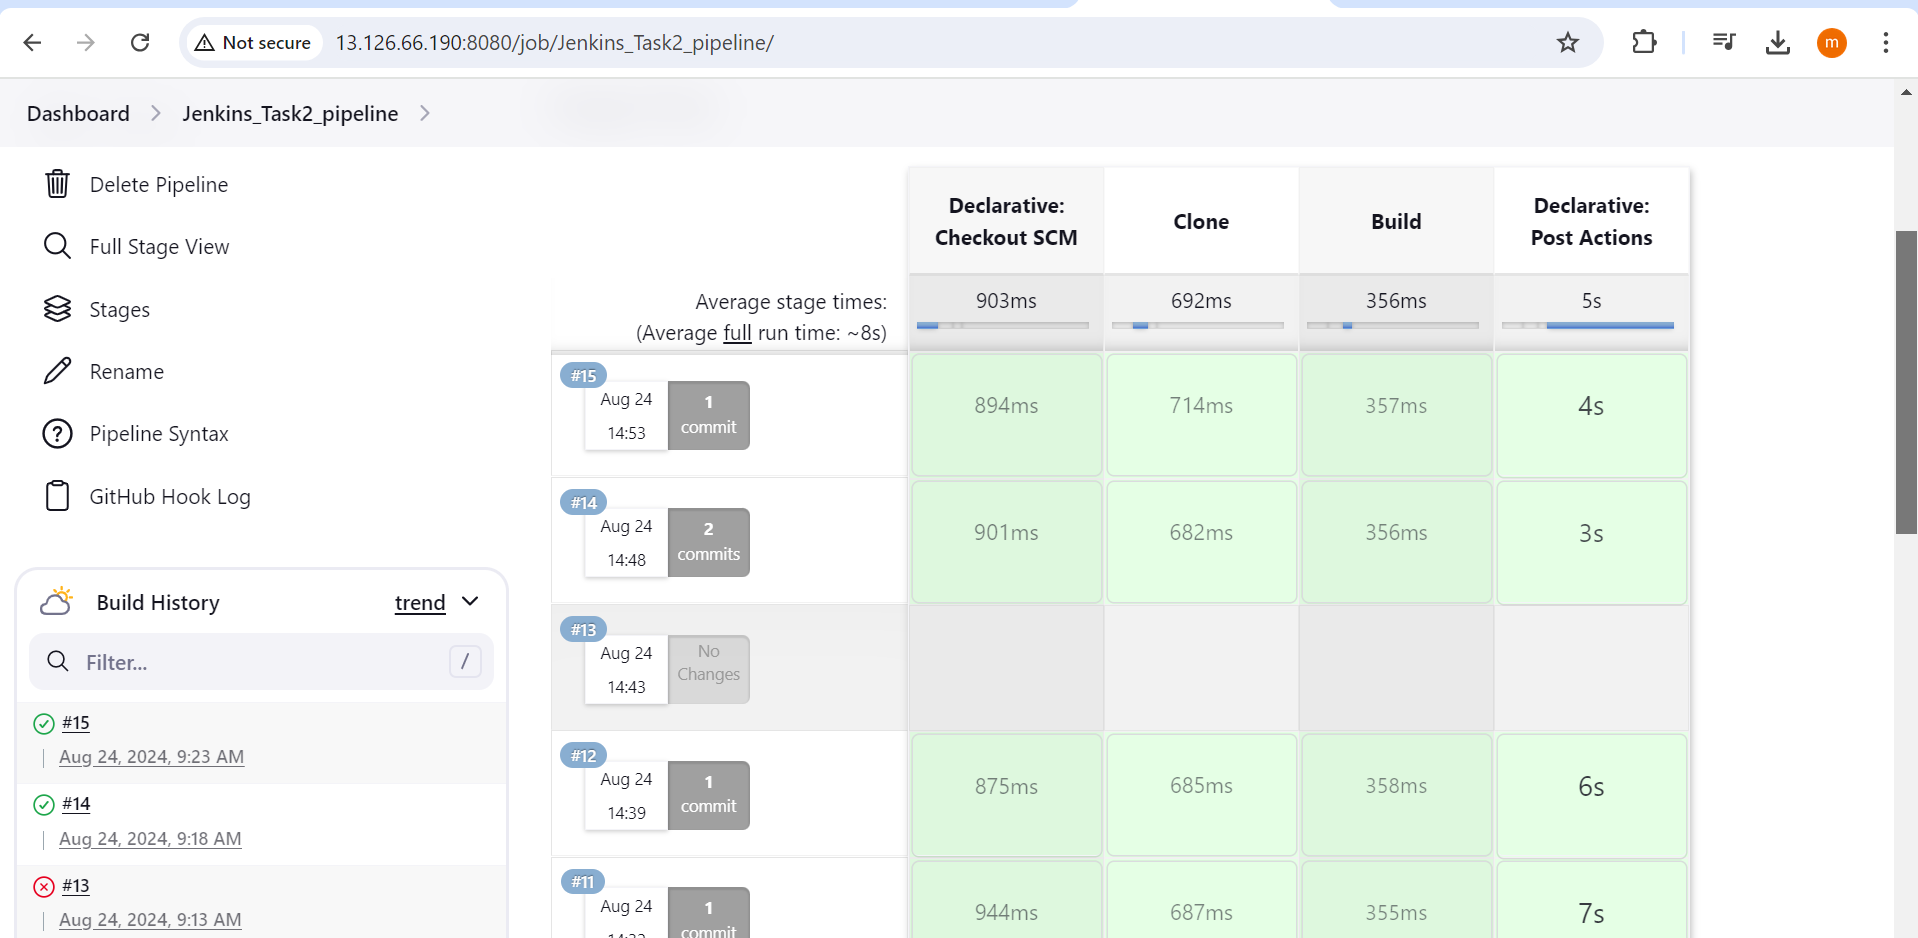 Not secure
13.126.66.190:8080/job/Jenkins_Task2_pipeline/
m
Dashboard
Jenkins_Task2_pipeline
Delete Pipeline
Full Stage View
Stages
Rename
Pipeline Syntax
GitHub Hook Log
Build History
trend
Filter...
/
#15
Aug 24, 2024, 9:23 AM
#14
Aug 24, 2024, 9:18 AM
#13
Aug 24, 2024, 9:13 AM
Declarative:
Checkout SCM
Clone
Build
Declarative:
Post Actions
Average stage times:
(Average full run time: ~8s)
903ms
692ms
356ms
5s
#15
Aug 24
14:53
1
commit
894ms
714ms
357ms
4s
#14
Aug 24
14:48
2
commits
901ms
682ms
356ms
3s
#13
Aug 24
14:43
No
Changes
#12
Aug 24
14:39
1
commit
875ms
685ms
358ms
6s
#11
Aug 24
1
commit
944ms
687ms
355ms
7s